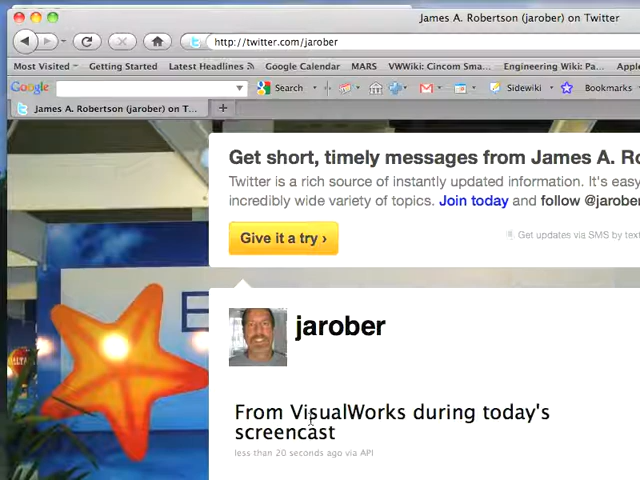 James A. Robertson (jarober) on Twitter
http://twitter.com/jarober
Most Visited Getting Started Latest Headlines Google Calendar MARS VWWiki: Cincom Sma... Engineering Wiki: Pa... Apple
Google Search Sidewiki Bookmarks
James A. Robertson (jarober) on T...
Get short, timely messages from James A. Ro
Twitter is a rich source of instantly updated information. It's easy
incredibly wide variety of topics. Join today and follow @jarober
Give it a try ›
Get updates via SMS by text
jarober
From VisualWorks during today's
screencast
less than 20 seconds ago via API